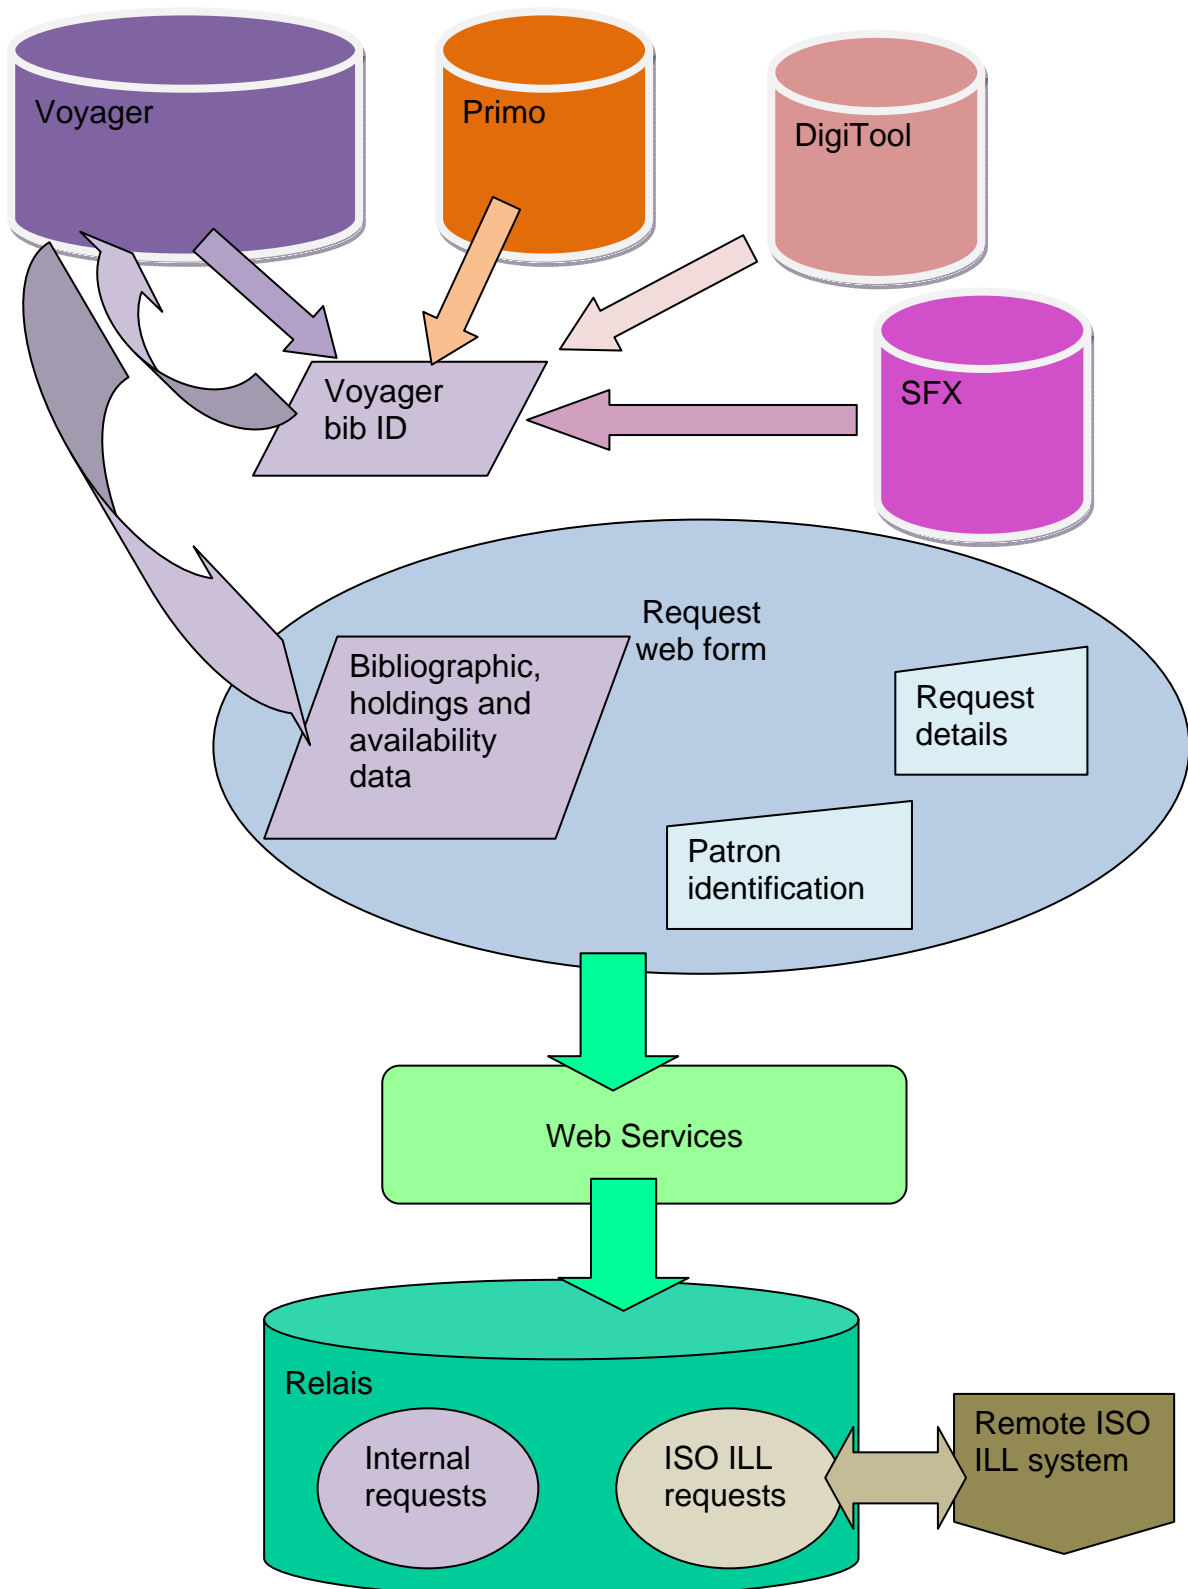 Voyager
Primo
DigiTool
Voyager
bib ID
SFX
Request
web form
Bibliographic,
holdings and
availability
data
Request
details
Patron
identification
Web Services
Relais
Internal
requests
ISO ILL
requests
Remote ISO
ILL system